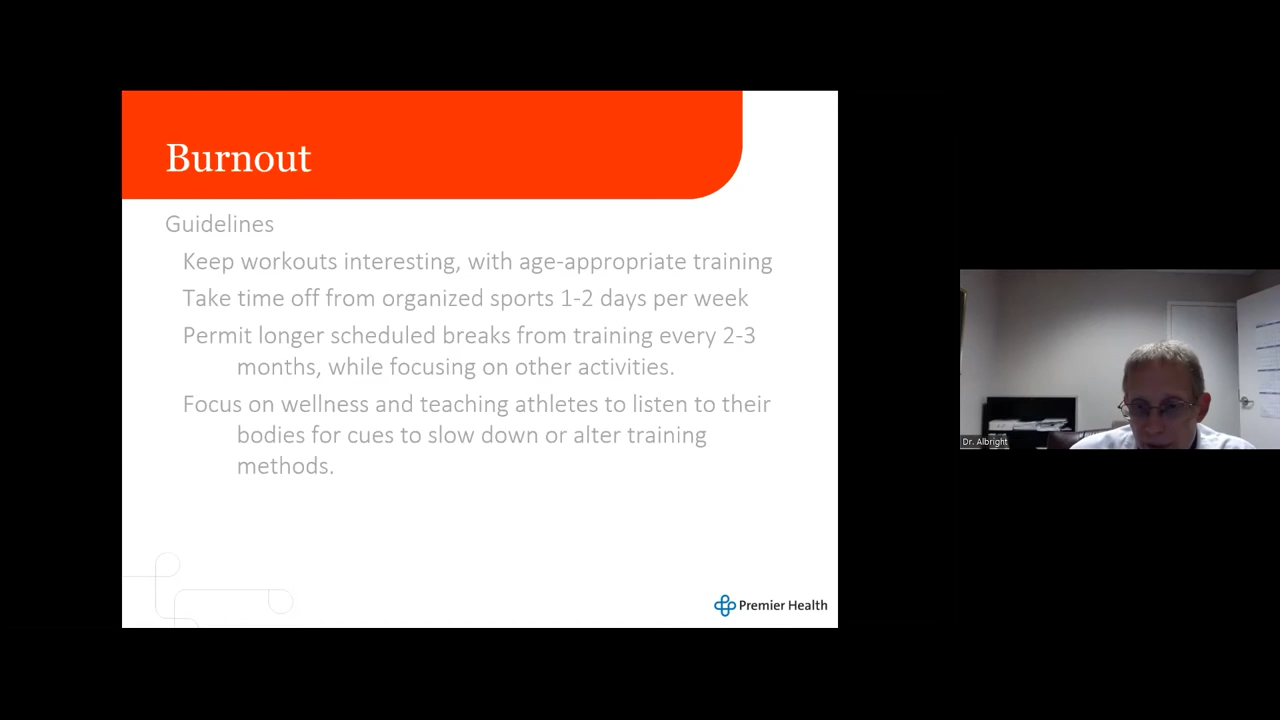 Burnout
Guidelines
Keep workouts interesting, with age-appropriate training
Take time off from organized sports 1-2 days per week
Permit longer scheduled breaks from training every 2-3
months, while focusing on other activities.
Focus on wellness and teaching athletes to listen to their
bodies for cues to slow down or alter training
methods.
Premier Health
Dr. Albright